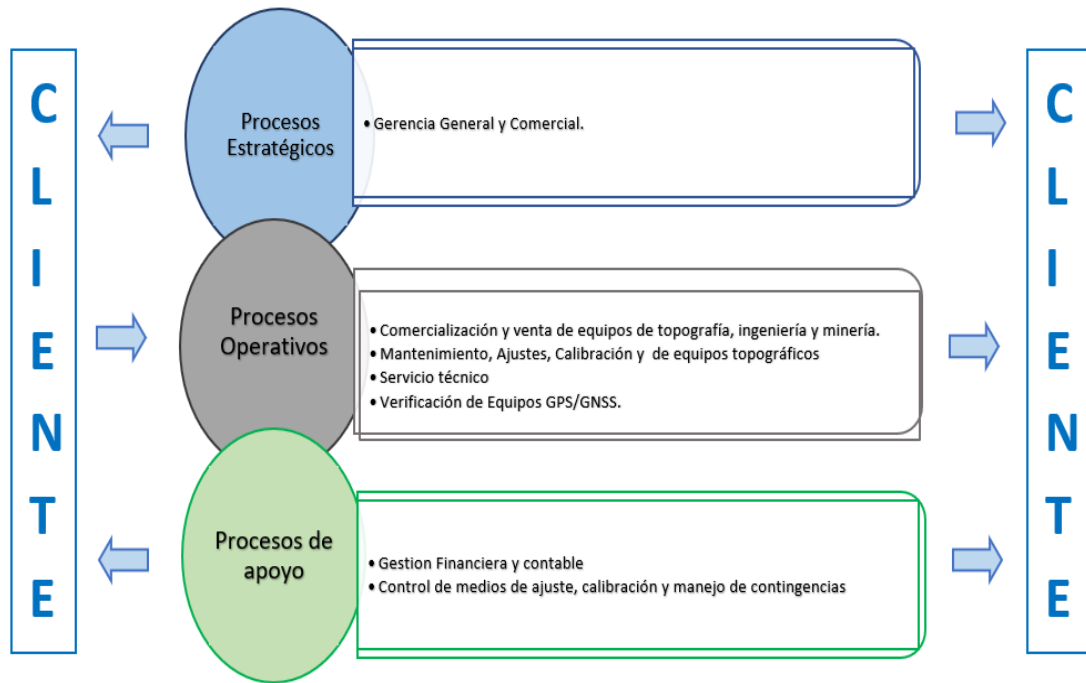 CLIENTE
Procesos
Estratégicos
• Gerencia General y Comercial.
Procesos
Operativos
• Comercialización y venta de equipos de topografía, ingeniería y minería.
• Mantenimiento, Ajustes, Calibración y  de equipos topográficos
• Servicio técnico
• Verificación de Equipos GPS/GNSS.
Procesos de
apoyo
• Gestion Financiera y contable
• Control de medios de ajuste, calibración y manejo de contingencias
CLIENTE